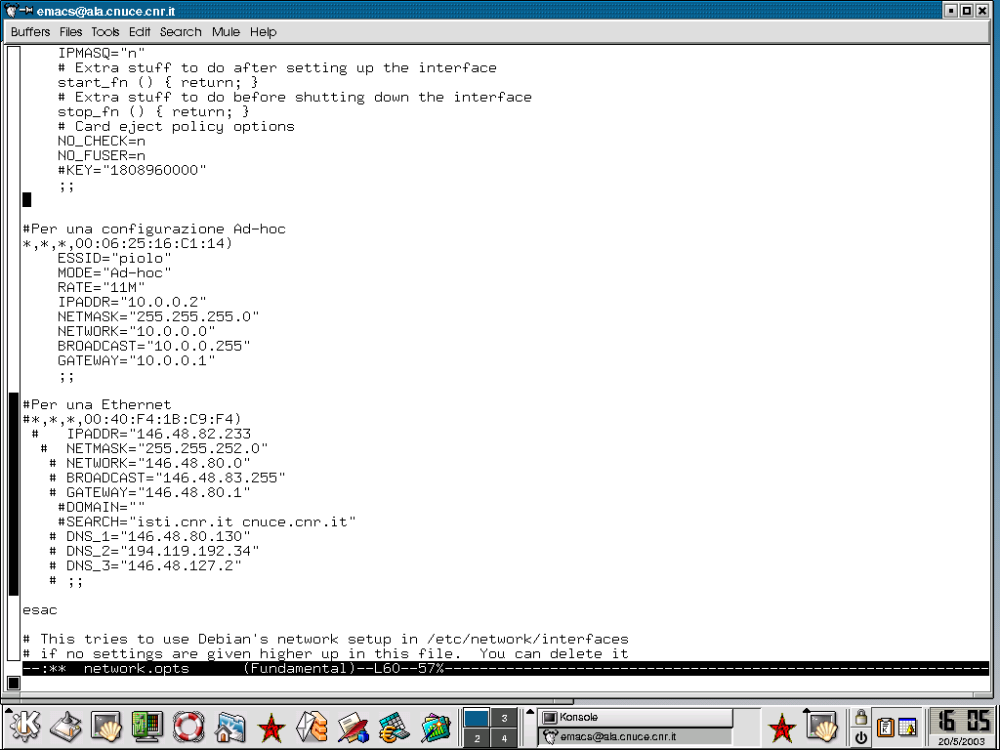 emacs@ala.cnuce.cnr.it
Buffers Files Tools Edit Search Mule Help
IPMASQ="n"
# Extra stuff to do after setting up the interface
start_fn () { return; }
# Extra stuff to do before shutting down the interface
stop_fn () { return; }
# Card eject policy options
NO_CHECK=n
NO_FUSER=n
#KEY="1808960000"
;;
#Per una configurazione Ad-hoc
*,*,*,00:06:25:16:C1:14)
ESSID="piolo"
MODE="Ad-hoc"
RATE="11M"
IPADDR="10.0.0.2"
NETMASK="255.255.255.0"
NETWORK="10.0.0.0"
BROADCAST="10.0.0.255"
GATEWAY="10.0.0.1"
;;
#Per una Ethernet
#*,*,*,00:40:F4:1B:C9:F4)
#   IPADDR="146.48.82.233
#  NETMASK="255.255.252.0"
# NETWORK="146.48.80.0"
# BROADCAST="146.48.83.255"
# GATEWAY="146.48.80.1"
#DOMAIN=""
#SEARCH="isti.cnr.it cnuce.cnr.it"
# DNS_1="146.48.80.130"
# DNS_2="194.119.192.34"
# DNS_3="146.48.127.2"
# ;;
esac
# This tries to use Debian's network setup in /etc/network/interfaces
# if no settings are given higher up in this file.  You can delete it
--:**  network.opts      (Fundamental)--L60--57%--------------------------------------------------------------
3
2 4
Konsole
emacs@ala.cnuce.cnr.it
16 05
20/5/2003